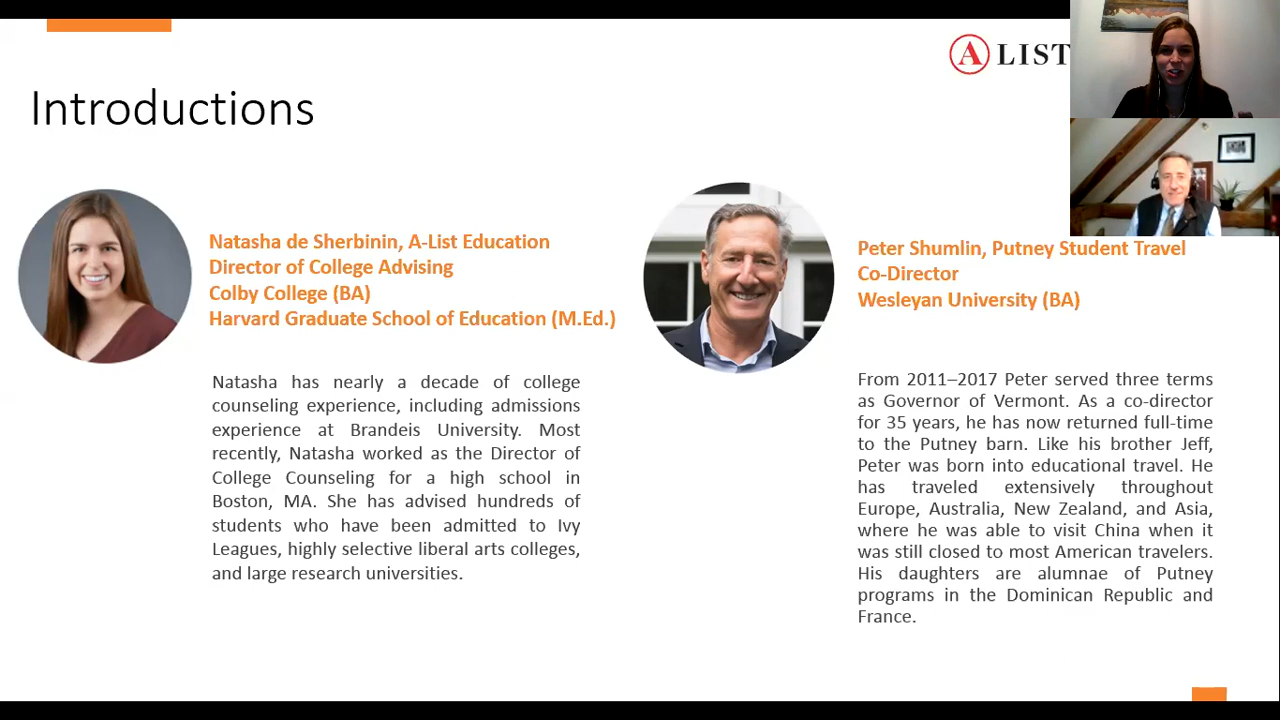 A LIST
Introductions
Natasha de Sherbinin, A-List Education
Director of College Advising
Colby College (BA)
Harvard Graduate School of Education (M.Ed.)
Natasha has nearly a decade of college
counseling experience, including admissions
experience at Brandeis University. Most
recently, Natasha worked as the Director of
College Counseling for a high school in
Boston, MA. She has advised hundreds of
students who have been admitted to Ivy
Leagues, highly selective liberal arts colleges,
and large research universities.
Peter Shumlin, Putney Student Travel
Co-Director
Wesleyan University (BA)
From 2011–2017 Peter served three terms
as Governor of Vermont. As a co-director
for 35 years, he has now returned full-time
to the Putney barn. Like his brother Jeff,
Peter was born into educational travel. He
has traveled extensively throughout
Europe, Australia, New Zealand, and Asia,
where he was able to visit China when it
was still closed to most American travelers.
His daughters are alumnae of Putney
programs in the Dominican Republic and
France.